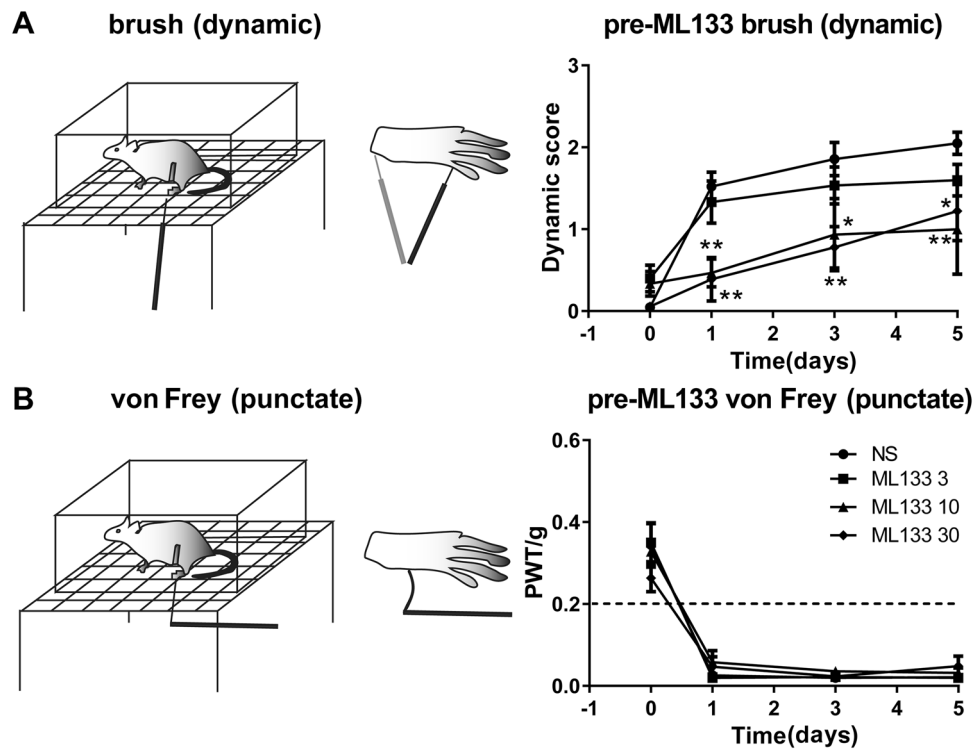 A
brush (dynamic)
pre-ML133 brush (dynamic)
3
2
1
0
Dynamic score
*
**
*
**
**
**
-1 0 1 2 3 4 5
Time(days)
B
von Frey (punctate)
pre-ML133 von Frey (punctate)
0.6
0.4
0.2
0.0
PWT/g
NS
ML133 3
ML133 10
ML133 30
-1 0 1 2 3 4 5
Time(days)